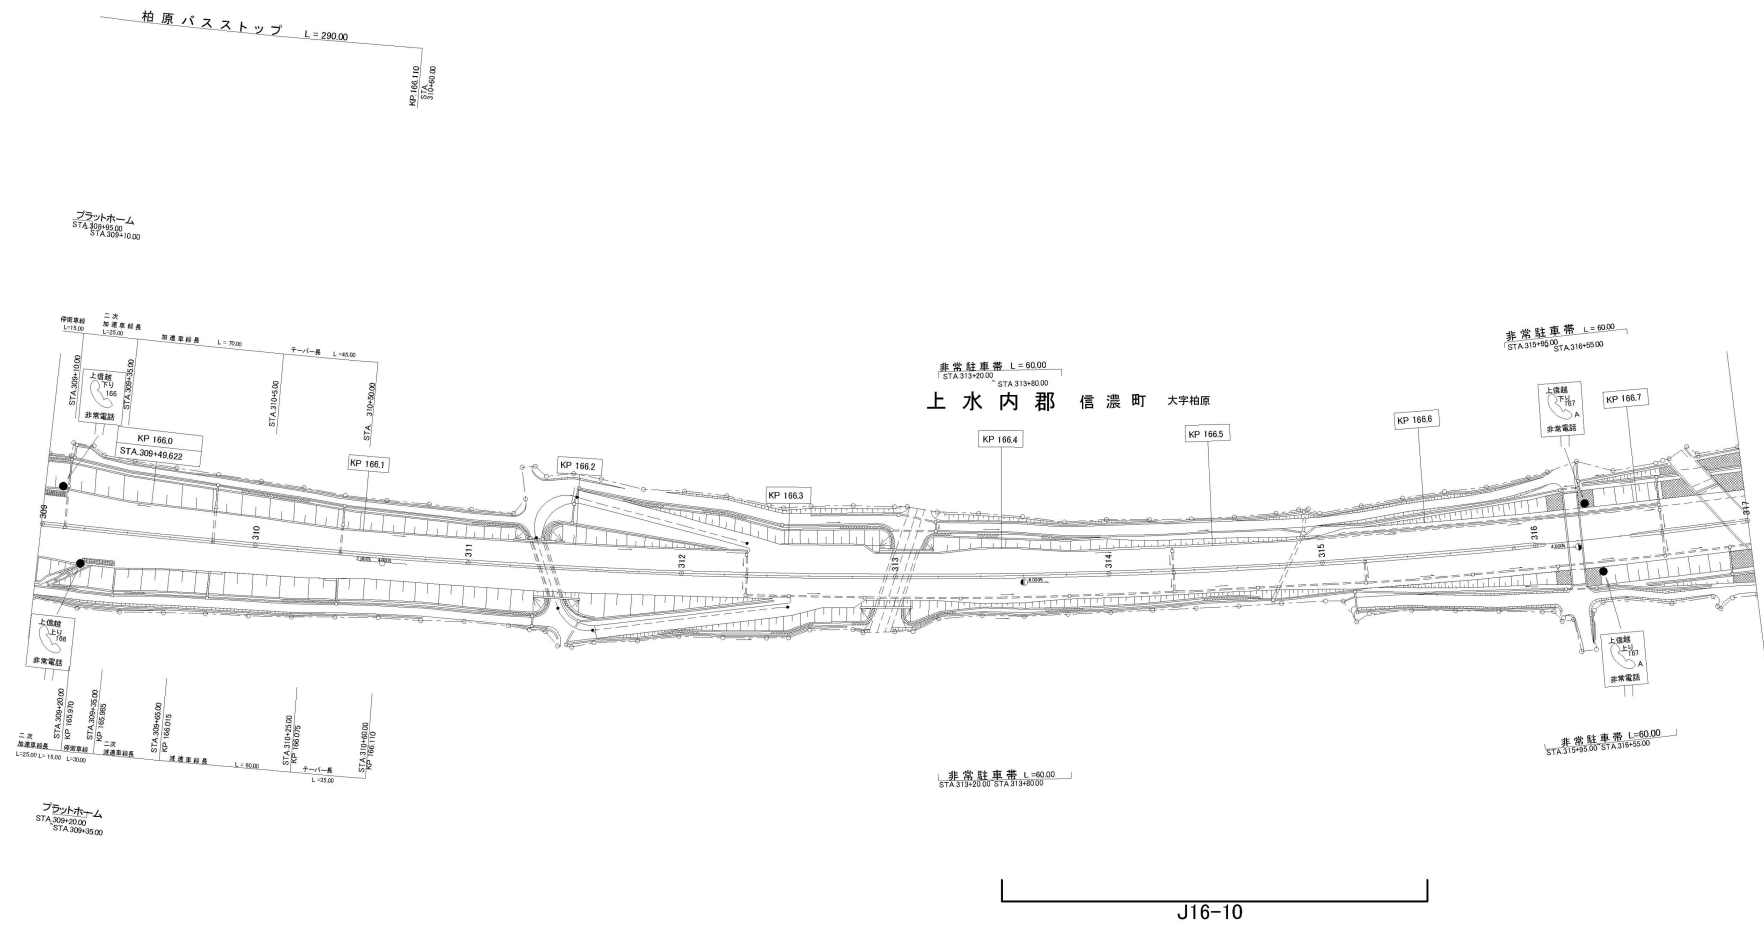 柏原バスストップ L = 290.00
KP 166.110
STA.
310+60.00
プラットホーム
STA.308+95.00
STA.309+10.00
停留車線
L=15.00
二次
加速車線長
L=25.00
加速車線長 L = 70.00
テーパー長 L =45.00
STA.309+10.00
STA.309+35.00
STA.310+5.00
STA. 310+50.00
上信越
下り
166
非常電話
KP 166.0
STA.309+49.622
KP 166.1
KP 166.2
KP 166.3
非常駐車帯 L = 60.00
STA.313+20.00
~ STA.313+80.00
上水内郡 信濃町 大字柏原
KP 166.4
KP 166.5
KP 166.6
KP 166.7
非常駐車帯 L = 60.00
STA.315+95.00
~ STA.316+55.00
上信越
下り
167
A
非常電話
309
310
311
312
313
314
315
316
317
4.000%
4.000%
上信越
上り
166
非常電話
上信越
上り
167
A
非常電話
STA.309+20.00
KP 165.970
STA.309+35.00
KP 165.985
STA.309+65.00
KP 166.015
STA.310+25.00
KP 166.075
STA.310+60.00
KP 166.110
二次
加速車線長
L=25.00
停留車線
L= 15.00
二次
減速車線長
L=30.00
減速車線長 L = 60.00
テーパー長
L =35.00
プラットホーム
STA.309+20.00
~STA.309+35.00
非常駐車帯 L =60.00
STA.313+20.00 STA.313+80.00
非常駐車帯 L=60.00
STA.315+95.00~STA.316+55.00
J16-10